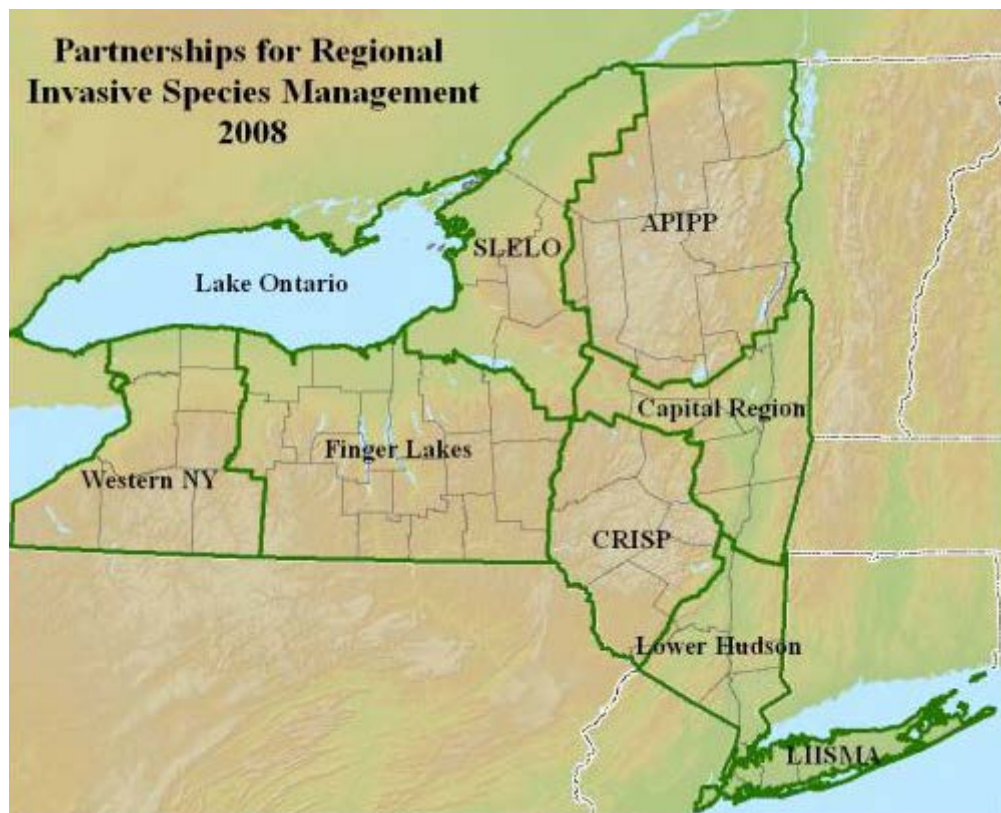 Partnerships for Regional
Invasive Species Management
2008
APIPP
SLELO
Lake Ontario
Capital Region
Finger Lakes
Western NY
CRISP
Lower Hudson
LIISMA